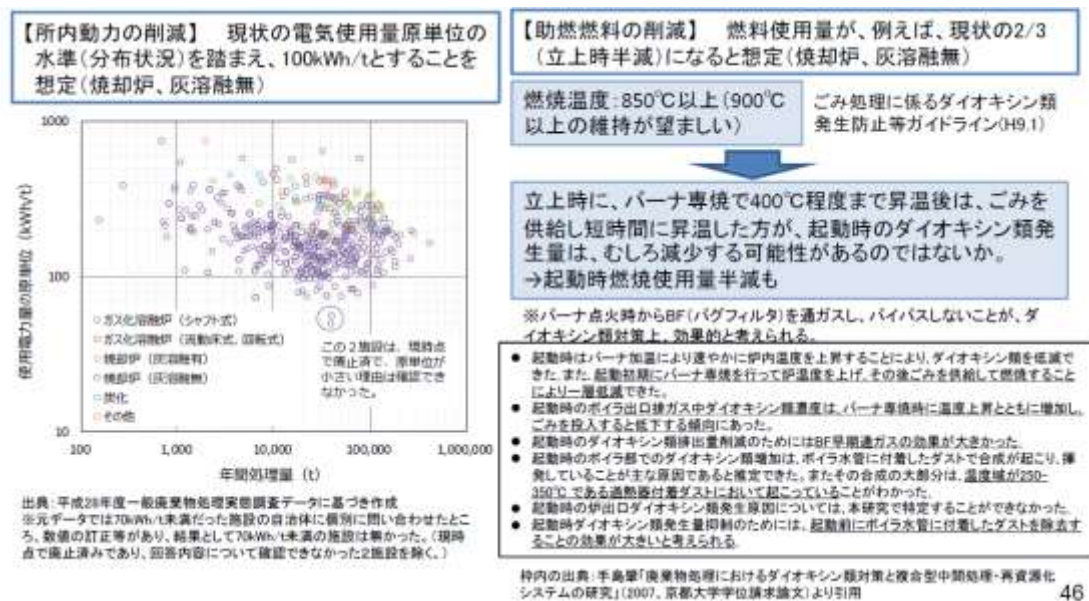 【所内動力の削減】 現状の電気使用量原単位の
水準(分布状況)を踏まえ、100kWh/tとすることを
想定(焼却炉、灰溶融無)
使用電力量の原単位 (kWh/t)
1000
100
10
○ガス化溶融炉 (シャフト式)
○ガス化溶融炉 (流動床式、回転式)
○焼却炉 (灰溶融有)
○焼却炉 (灰溶融無)
○炭化
○その他
この2施設は、現時点
で廃止済で、原単位が
小さい理由は確認でき
なかった。
100
1,000
10,000
100,000
1,000,000
年間処理量 (t)
出典:平成28年度一般廃棄物処理実態調査データに基づき作成
※元データでは70kWh/t未満だった施設の自治体に個別に問い合わせたとこ
ろ、数値の訂正等があり、結果として70kWh/t未満の施設は無かった。(現時
点で廃止済みであり、回答内容について確認できなかった2施設を除く。)
【助燃燃料の削減】 燃料使用量が、例えば、現状の2/3
(立上時半減)になると想定(焼却炉、灰溶融無)
燃焼温度:850℃以上(900℃
以上の維持が望ましい)
ごみ処理に係るダイオキシン類
発生防止等ガイドライン(H9.1)
立上時に、バーナ専焼で400℃程度まで昇温後は、ごみを
供給し短時間に昇温した方が、起動時のダイオキシン類発
生量は、むしろ減少する可能性があるのではないか。
→起動時燃焼使用量半減も
※バーナ点火時からBF(バグフィルタ)を通ガスし、バイパスしないことが、ダ
イオキシン類対策上、効果的と考えられる。
● 起動時はバーナ加温により速やかに炉内温度を上昇することにより、ダイオキシン類を低減で
きた。また、起動初期にバーナ専焼を行って炉温度を上げ、その後ごみを供給して燃焼すること
により一層低減できた。
● 起動時のボイラ出口排ガス中ダイオキシン類濃度は、バーナ専焼時に温度上昇とともに増加し、
ごみを投入すると低下する傾向にあった。
● 起動時のダイオキシン類排出量削減のためにはBF早期通ガスの効果が大きかった。
● 起動時のボイラ部でのダイオキシン類増加は、ボイラ水管に付着したダストで合成が起こり、揮
発していることが主な原因であると推定できた。またその合成の大部分は、温度域が250-
350℃ である過熱器付着ダストにおいて起こっていることがわかった。
● 起動時の炉出口ダイオキシン類発生原因については、本研究で特定することができなかった。
● 起動時ダイオキシン類発生量抑制のためには、起動前にボイラ水管に付着したダストを除去す
ることの効果が大きいと考えられる。
枠内の出典:手島肇「廃棄物処理におけるダイオキシン類対策と複合型中間処理・再資源化
システムの研究」(2007、京都大学学位請求論文)より引用
46